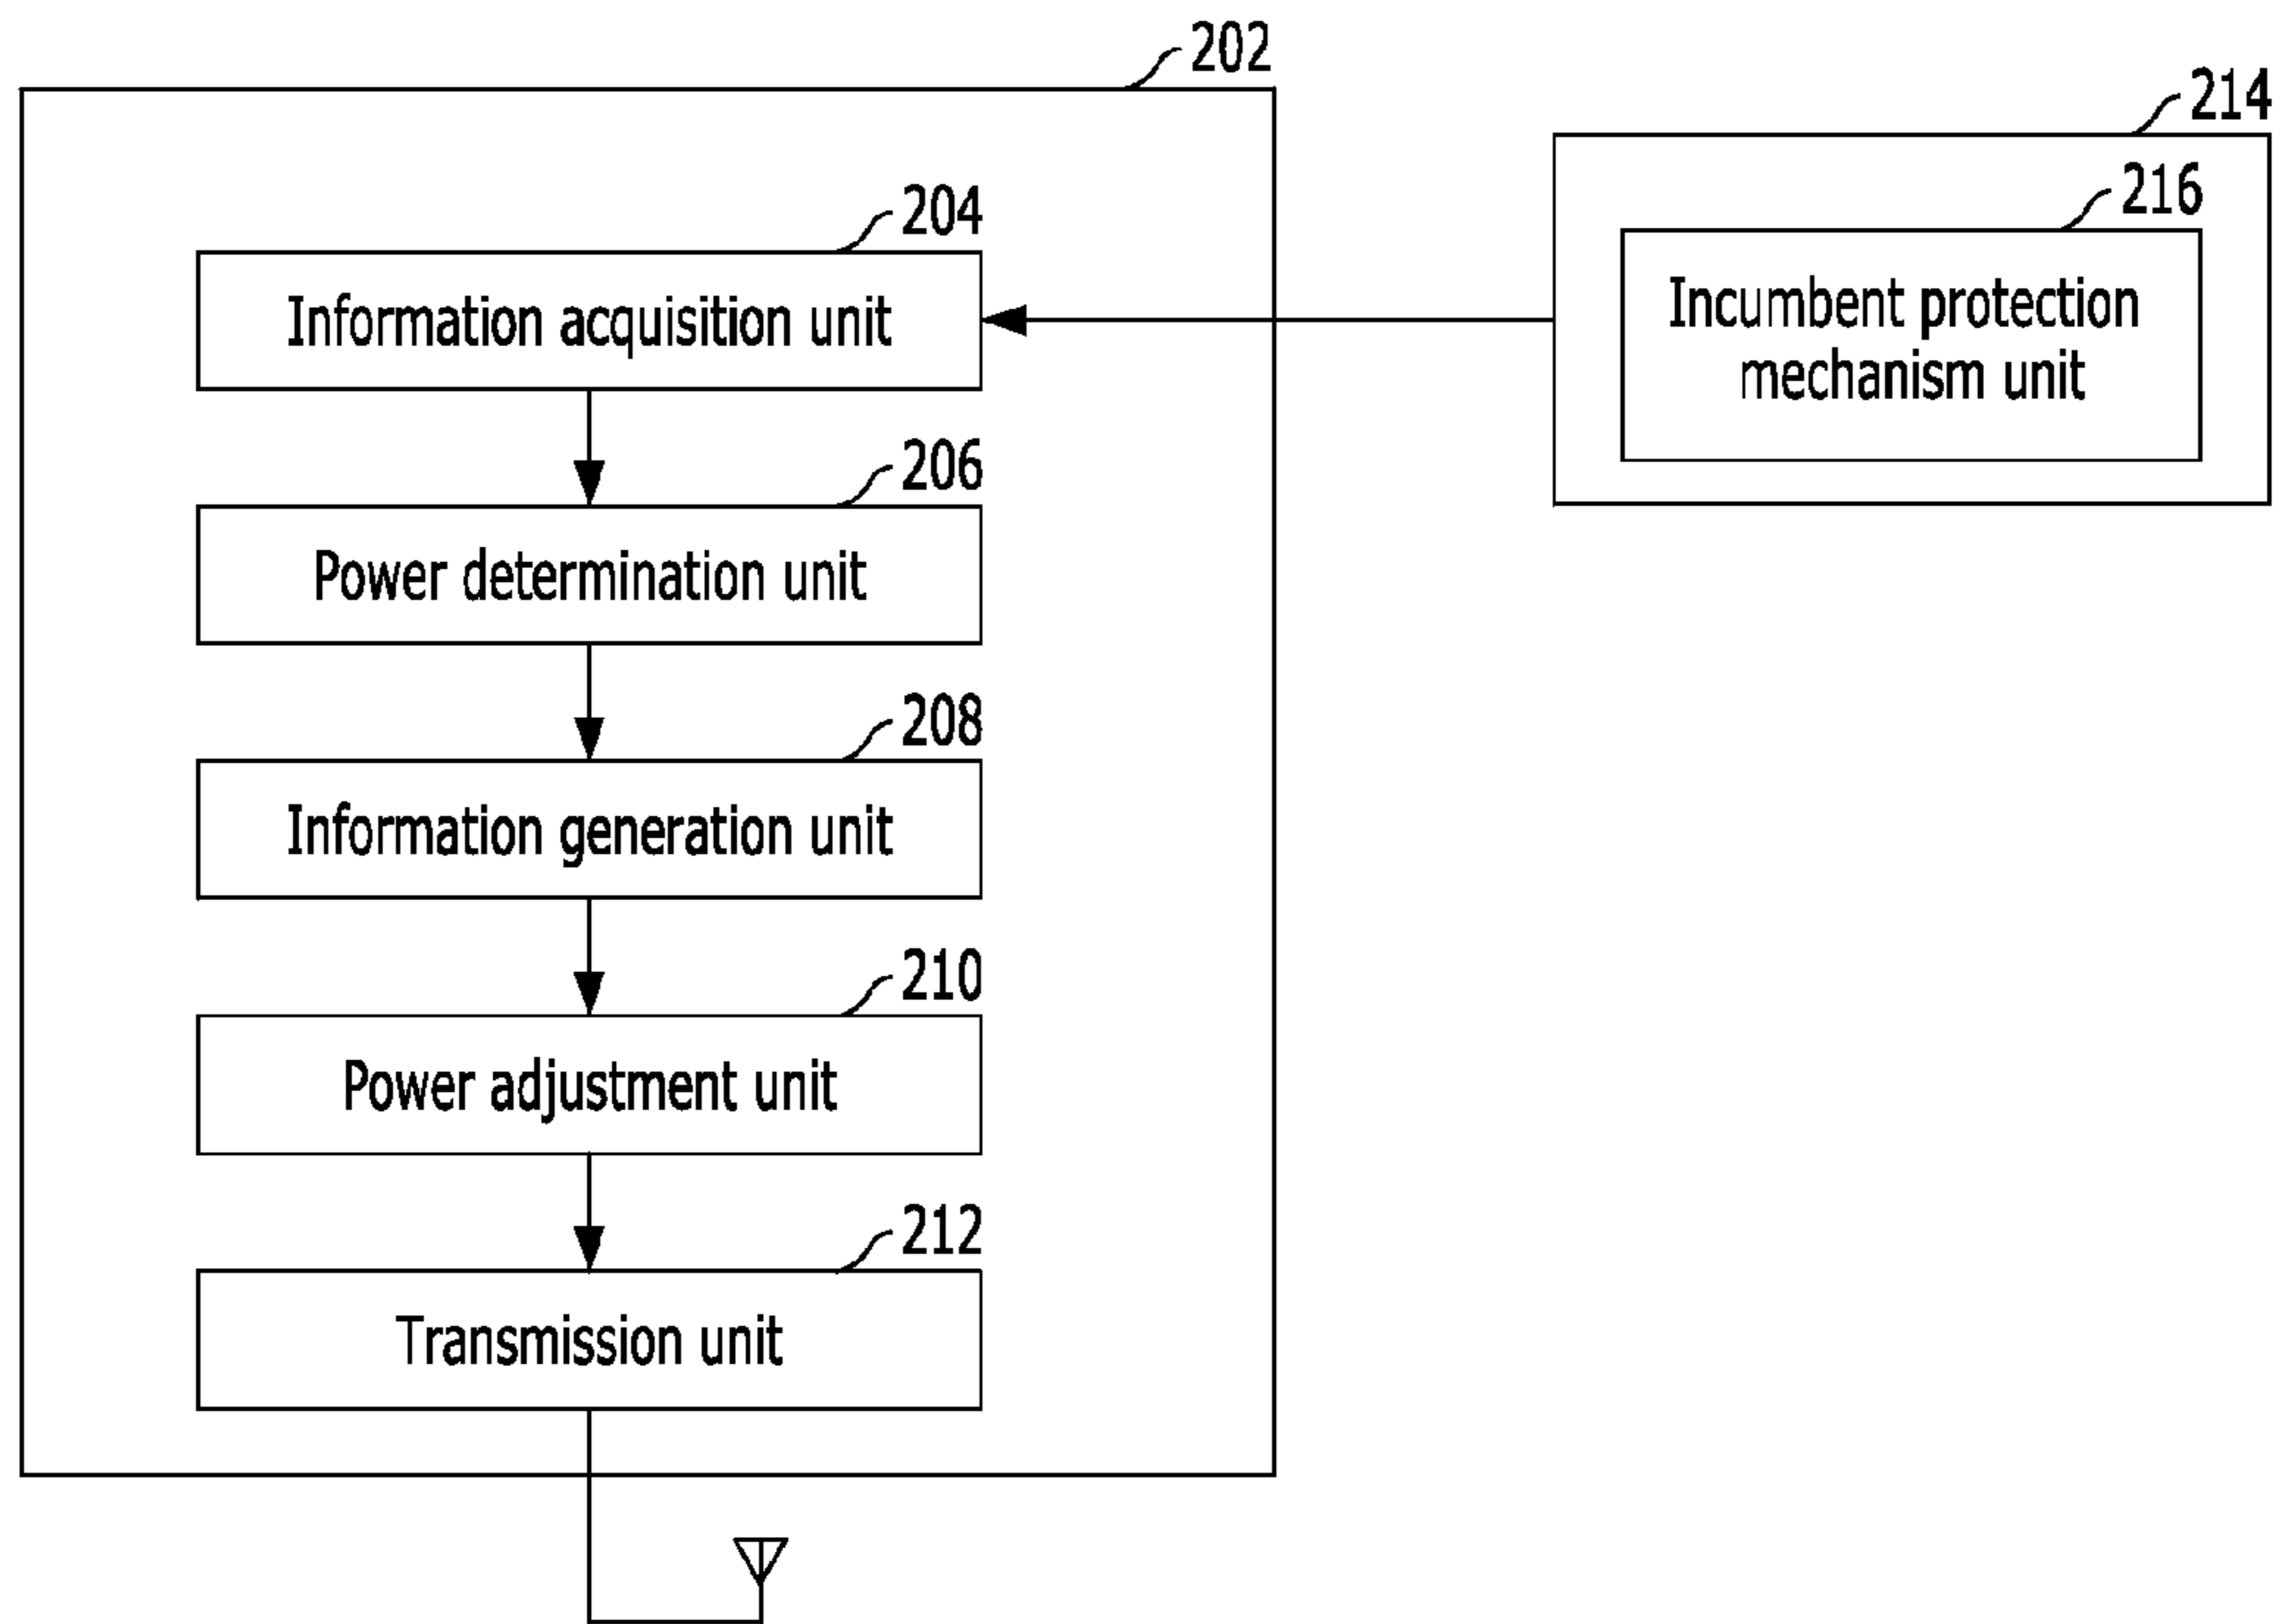 202
214
204
216
Information acquisition unit
Incumbent protection
mechanism unit
206
Power determination unit
208
Information generation unit
210
Power adjustment unit
212
Transmission unit